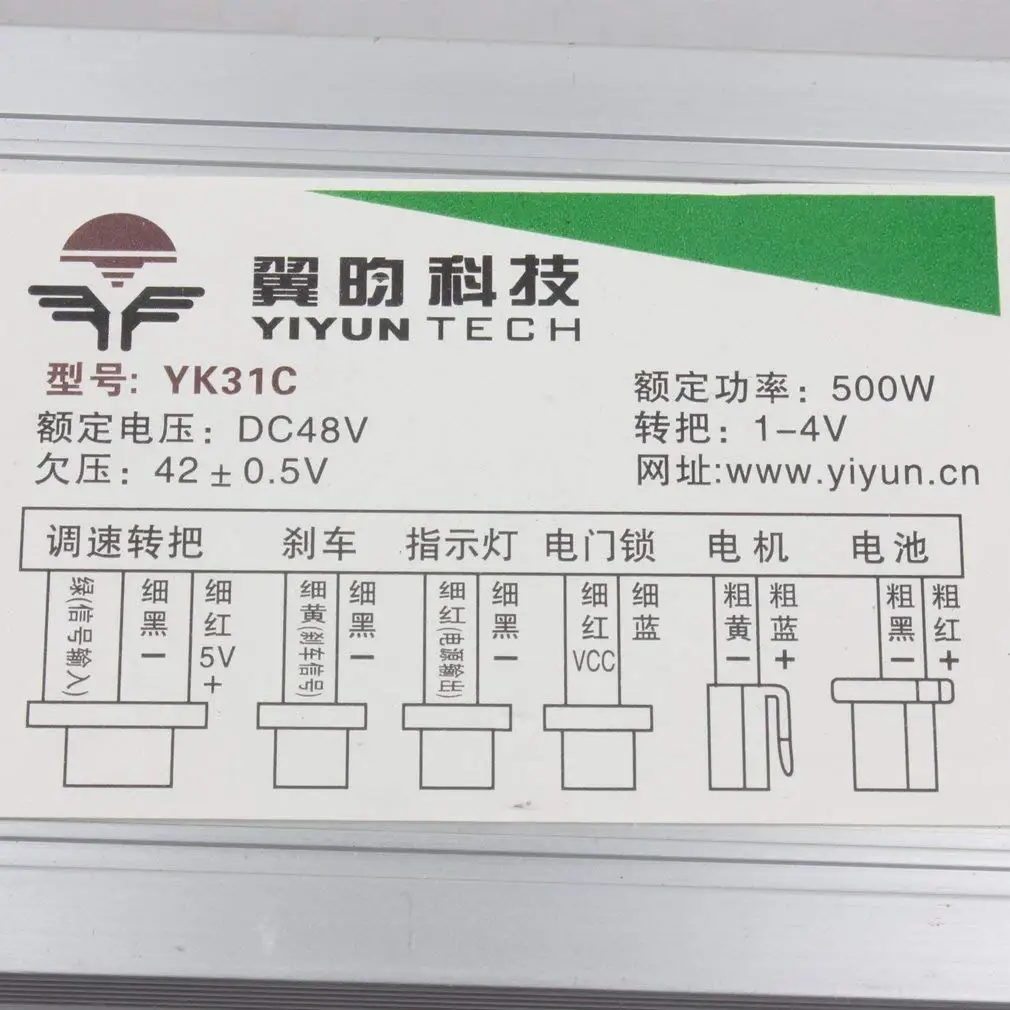 翼昀科技
YIYUN TECH
型号: YK31C
额定电压: DC48V
欠压: 42±0.5V
额定功率: 500W
转把: 1-4V
网址:www.yiyun.cn
调速转把 刹车 指示灯 电门锁 电机 电池
绿(信号输入)
细黑 -
细红 5V +
细黄(刹车信号)
细黑 -
细红(电源输出)
细黑 -
细红 VCC
细蓝
粗黄 -
粗蓝 +
粗黑 -
粗红 +